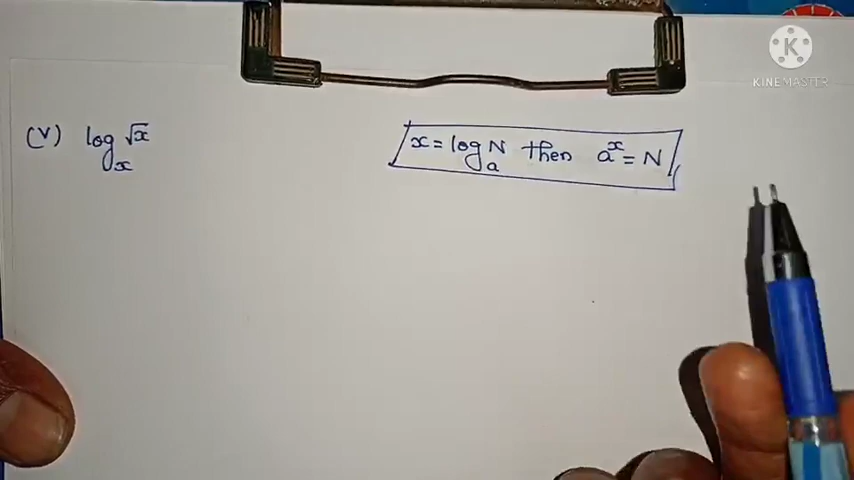 (V) log_x √x
x = log_a N then a^x = N
KINEMASTER